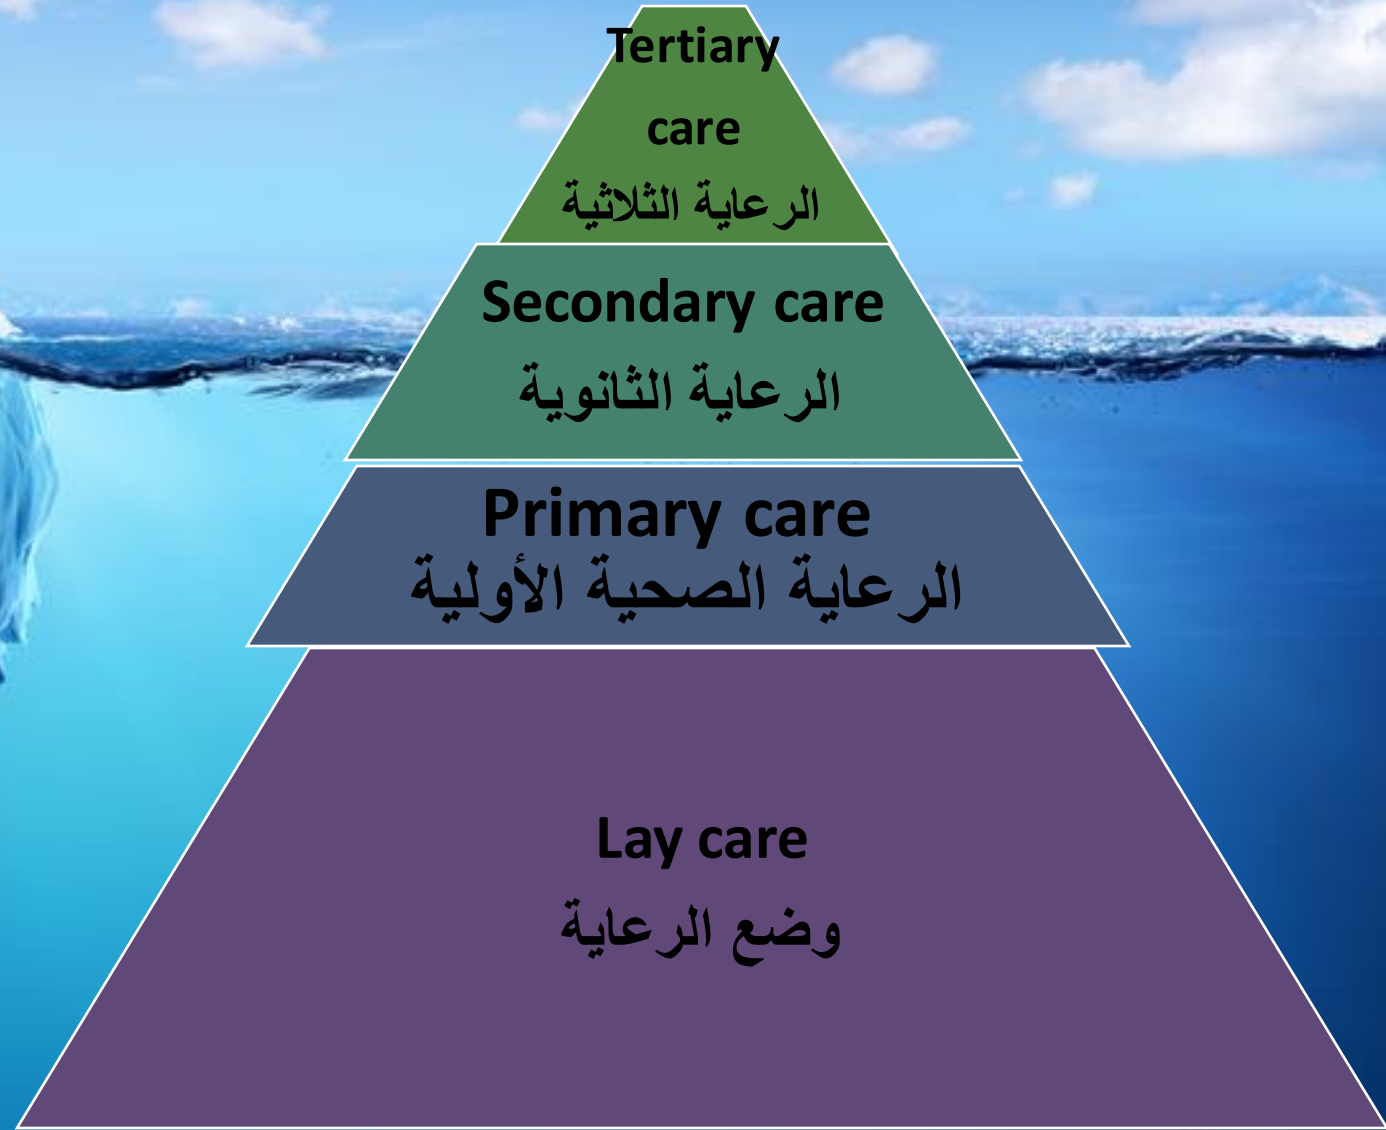 Tertiary
care
الرعاية الثلاثية
Secondary care
الرعاية الثانوية
Primary care
الرعاية الصحية الأولية
Lay care
وضع الرعاية